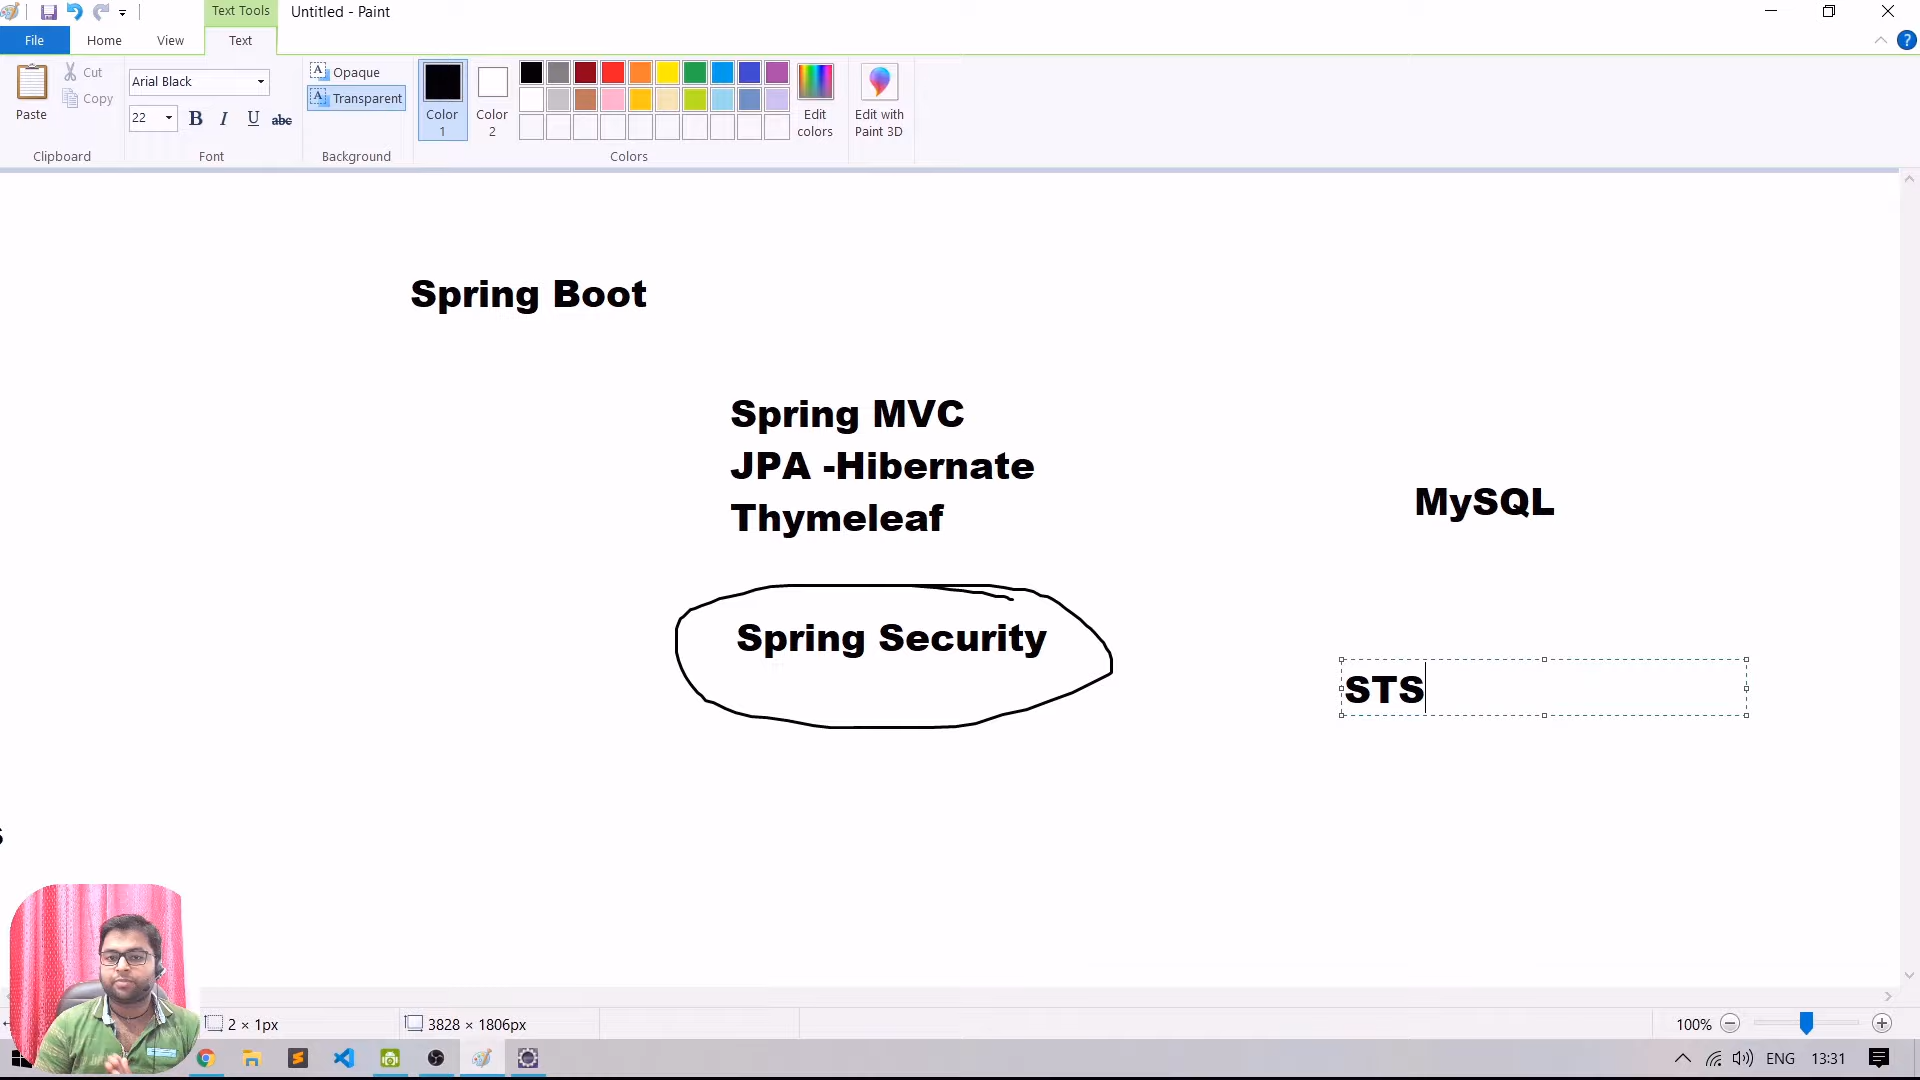 Text Tools
Untitled - Paint
File
Home
View
Text
Paste
Cut
Copy
Clipboard
Arial Black
22
B I U abc
Font
Opaque
Transparent
Background
Color 1
Color 2
Edit colors
Colors
Edit with Paint 3D
Spring Boot
Spring MVC
JPA -Hibernate
Thymeleaf
MySQL
Spring Security
STS
2 × 1px
3828 × 1806px
100%
ENG
13:31